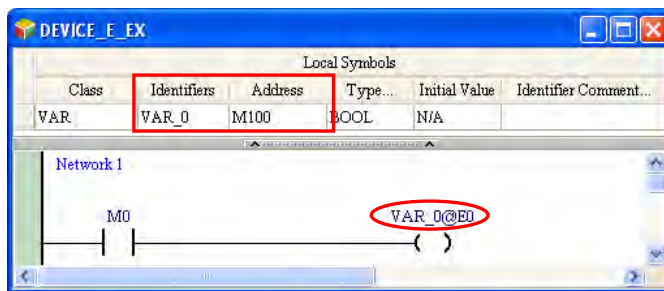 DEVICE_E_EX
Local Symbols
Class Identifiers Address Type... Initial Value Identifier Comment...
VAR VAR_0 M100 BOOL N/A
Network 1
M0 VAR_0@E0